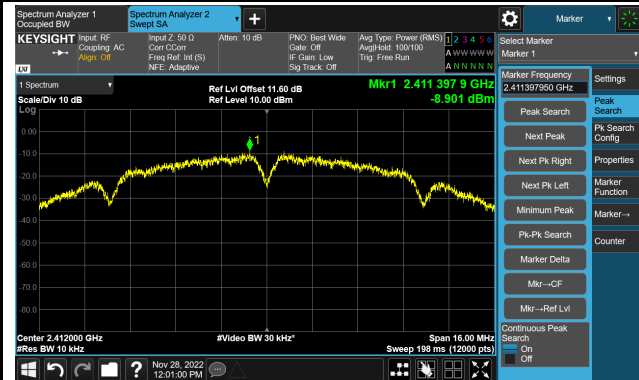 Spectrum Analyzer 1
Occupied BW
Spectrum Analyzer 2
Swept SA
Marker
KEYSIGHT
LXI
Input: RF
Coupling: AC
Align: Off
Input Z: 50 Ω
Corr CCorr
Freq Ref: Int (S)
NFE: Adaptive
Atten: 10 dB
PNO: Best Wide
Gate: Off
IF Gain: Low
Sig Track: Off
Avg Type: Power (RMS)
Avg|Hold: 100/100
Trig: Free Run
1 2 3 4 5 6
A W W W W W
A N N N N N
Select Marker
Marker 1
1 Spectrum
Scale/Div 10 dB
Ref Lvl Offset 11.60 dB
Ref Level 10.00 dBm
Mkr1 2.411 397 9 GHz
-8.901 dBm
Log
0.00
-10.0
-20.0
-30.0
-40.0
-50.0
-60.0
-70.0
-80.0
1
Center 2.412000 GHz
#Res BW 10 kHz
#Video BW 30 kHz*
Span 16.00 MHz
Sweep 198 ms (12000 pts)
Marker Frequency
2.411397950 GHz
Peak Search
Next Peak
Next Pk Right
Next Pk Left
Minimum Peak
Pk-Pk Search
Marker Delta
Mkr→CF
Mkr→Ref Lvl
Continuous Peak
Search
On
Off
Settings
Peak
Search
Pk Search
Config
Properties
Marker
Function
Marker→
Counter
Nov 28, 2022
12:01:00 PM